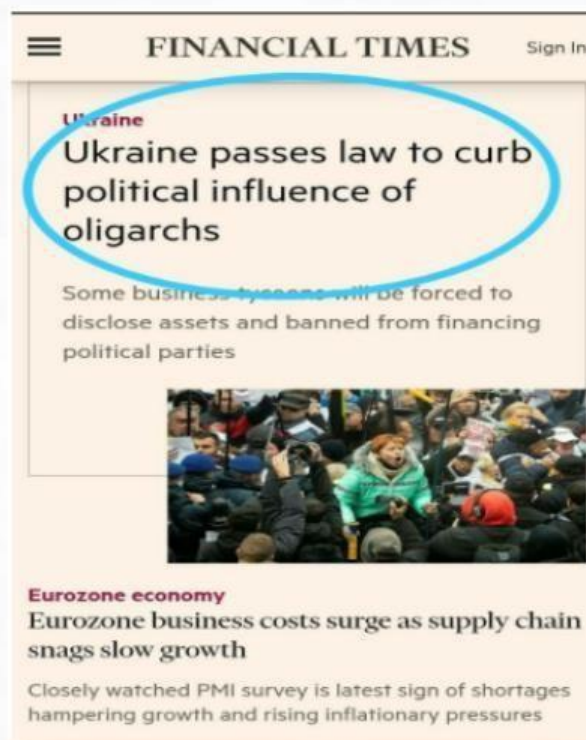 FINANCIAL TIMES
Sign In
Ukraine
Ukraine passes law to curb
political influence of
oligarchs
Some business tycoons will be forced to
disclose assets and banned from financing
political parties
Eurozone economy
Eurozone business costs surge as supply chain
snags slow growth
Closely watched PMI survey is latest sign of shortages
hampering growth and rising inflationary pressures